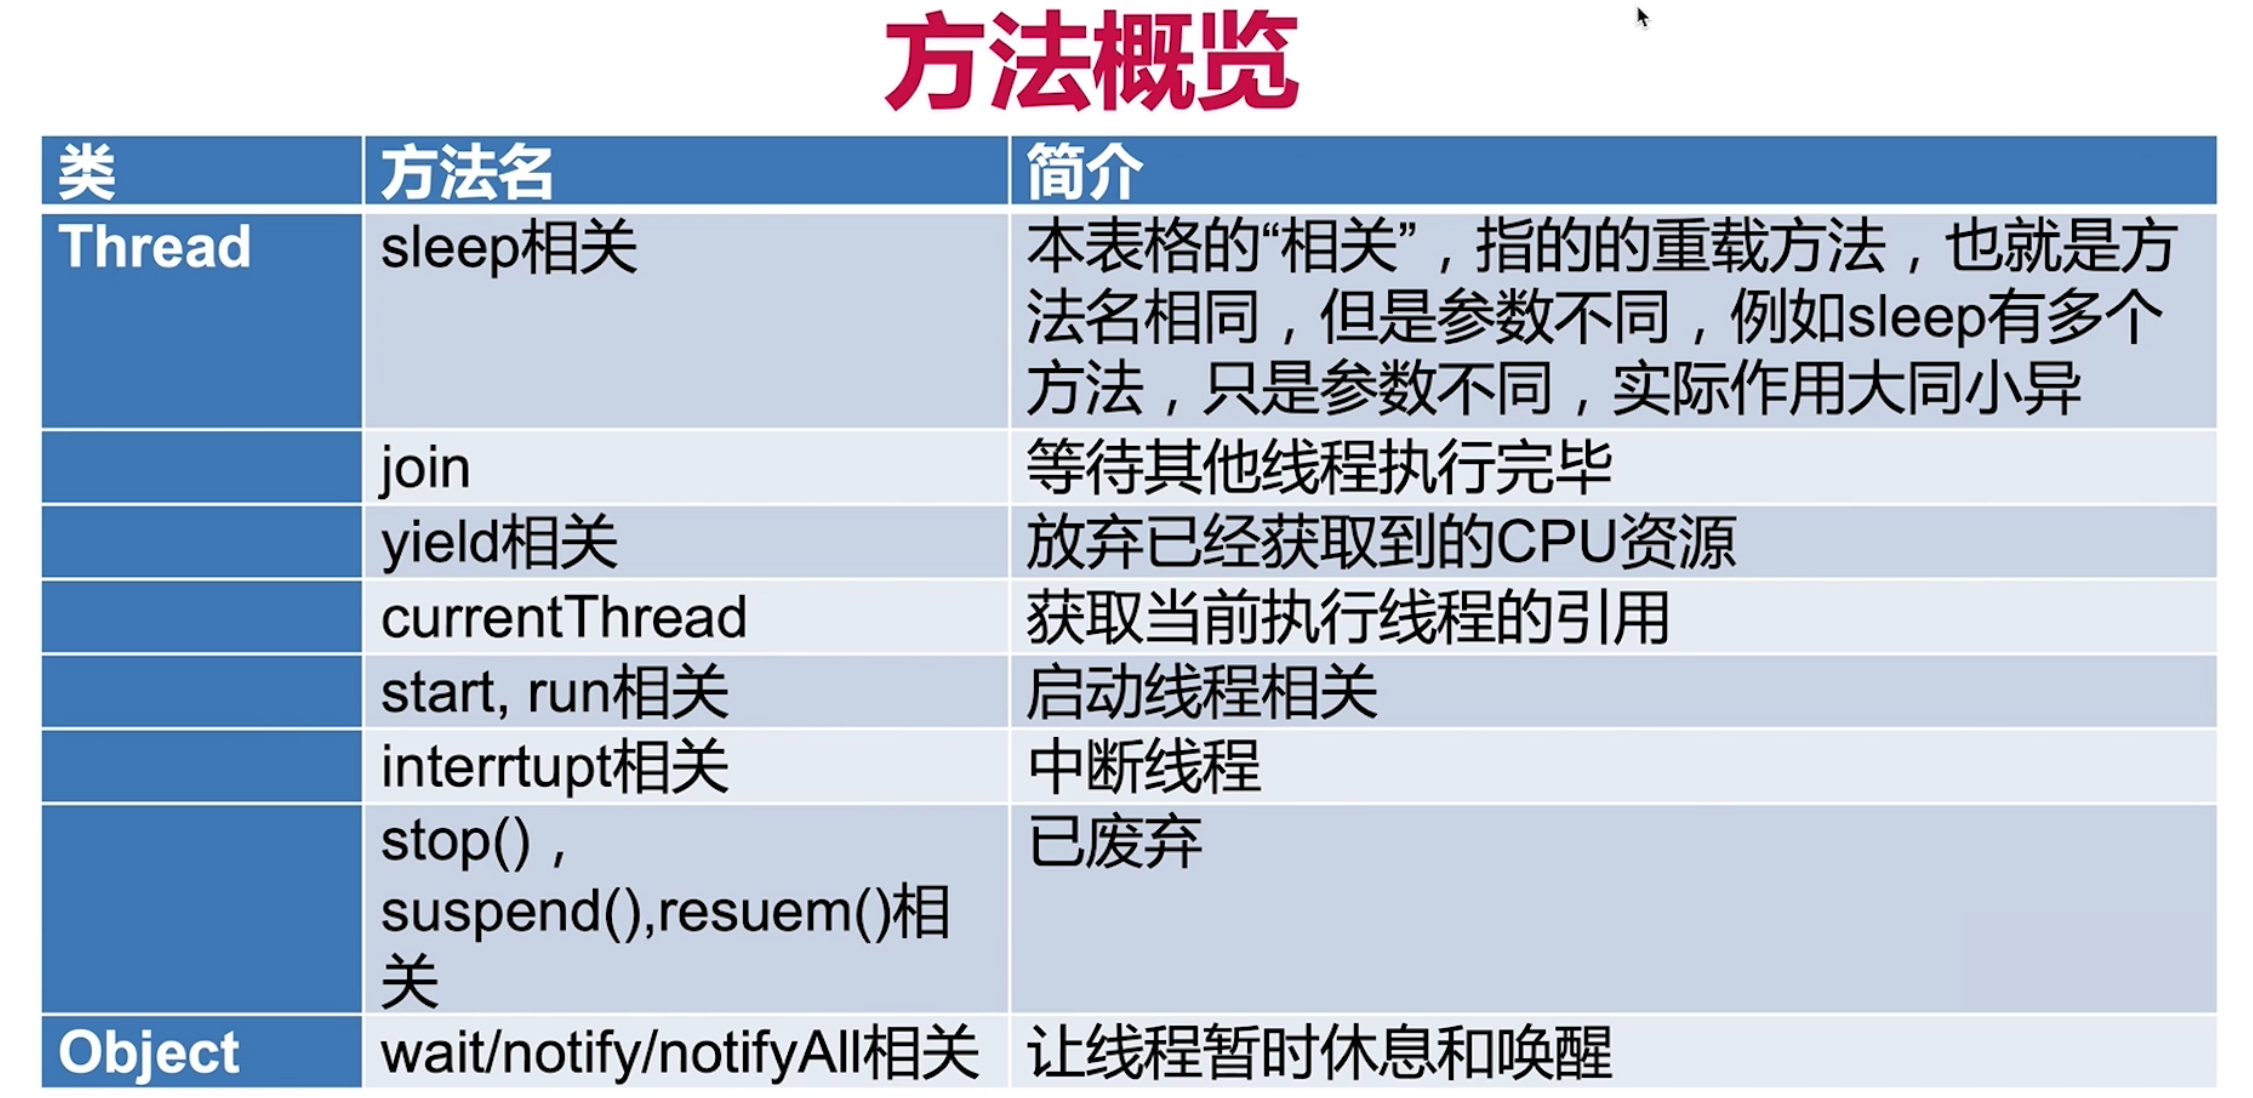 方法概览
类 方法名 简介
Thread sleep相关 本表格的“相关”，指的的重载方法，也就是方
法名相同，但是参数不同，例如sleep有多个
方法，只是参数不同，实际作用大同小异
join 等待其他线程执行完毕
yield相关 放弃已经获取到的CPU资源
currentThread 获取当前执行线程的引用
start, run相关 启动线程相关
interrtupt相关 中断线程
stop()， 已废弃
suspend(),resuem()相
关
Object wait/notify/notifyAll相关 让线程暂时休息和唤醒